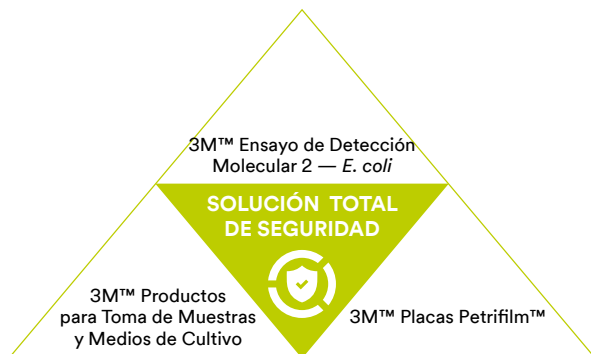 3M™ Ensayo de Detección
Molecular 2 — E. coli
SOLUCIÓN TOTAL
DE SEGURIDAD
3M™ Productos
para Toma de Muestras
y Medios de Cultivo
3M™ Placas Petrifilm™